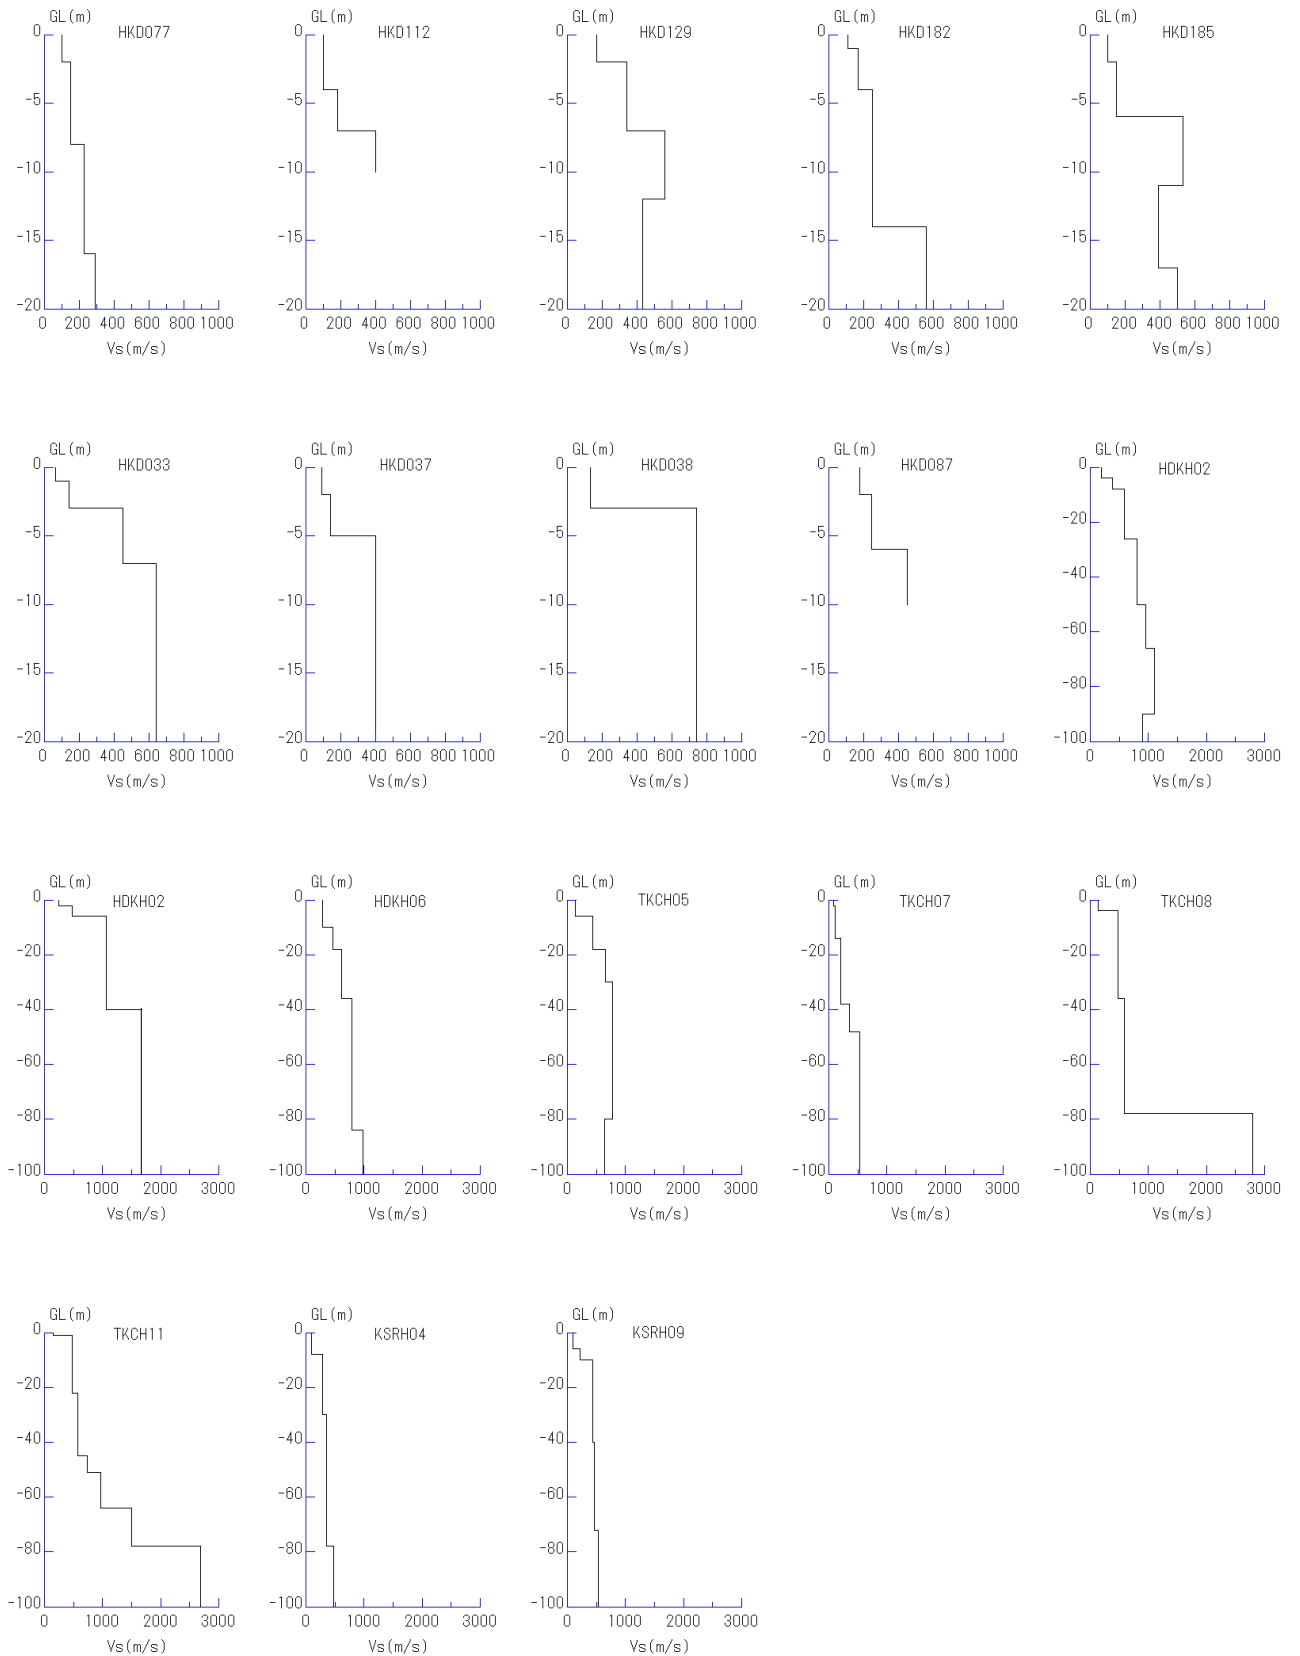 GL(m) GL(m) GL(m) GL(m) GL(m)
0 HKD077 0 HKD112 0 HKD129 0 HKD182 0 HKD185
-5 -5 -5 -5 -5
-10 -10 -10 -10 -10
-15 -15 -15 -15 -15
-20 -20 -20 -20 -20
0 200 400 600 800 1000 0 200 400 600 800 1000 0 200 400 600 800 1000 0 200 400 600 800 1000 0 200 400 600 800 1000
Vs(m/s) Vs(m/s) Vs(m/s) Vs(m/s) Vs(m/s)
GL(m) GL(m) GL(m) GL(m) GL(m)
0 HKD033 0 HKD037 0 HKD038 0 HKD087 0 HDKH02
-5 -5 -5 -5 -20
-10 -10 -10 -10 -40
-15 -15 -15 -15 -60
-80
-20 -20 -20 -20 -100
0 200 400 600 800 1000 0 200 400 600 800 1000 0 200 400 600 800 1000 0 200 400 600 800 1000 0 1000 2000 3000
Vs(m/s) Vs(m/s) Vs(m/s) Vs(m/s) Vs(m/s)
GL(m) GL(m) GL(m) GL(m) GL(m)
0 HDKH02 0 HDKH06 0 TKCH05 0 TKCH07 0 TKCH08
-20 -20 -20 -20 -20
-40 -40 -40 -40 -40
-60 -60 -60 -60 -60
-80 -80 -80 -80 -80
-100 -100 -100 -100 -100
0 1000 2000 3000 0 1000 2000 3000 0 1000 2000 3000 0 1000 2000 3000 0 1000 2000 3000
Vs(m/s) Vs(m/s) Vs(m/s) Vs(m/s) Vs(m/s)
GL(m) GL(m) GL(m)
0 TKCH11 0 KSRH04 0 KSRH09
-20 -20 -20
-40 -40 -40
-60 -60 -60
-80 -80 -80
-100 -100 -100
0 1000 2000 3000 0 1000 2000 3000 0 1000 2000 3000
Vs(m/s) Vs(m/s) Vs(m/s)